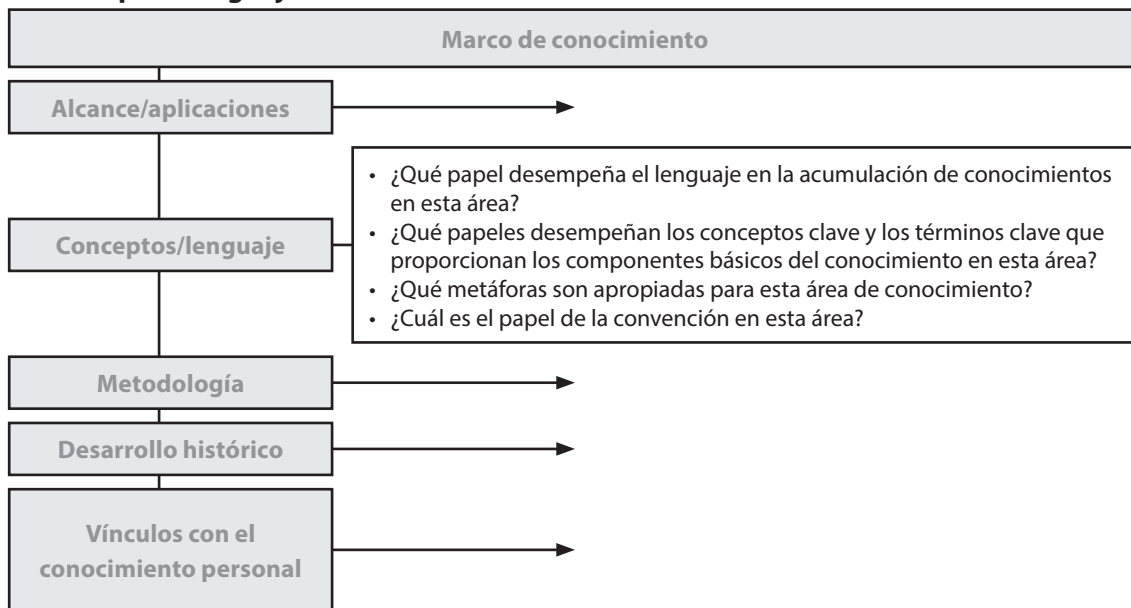 Marco de conocimiento
Alcance/aplicaciones
• ¿Qué papel desempeña el lenguaje en la acumulación de conocimientos
en esta área?
• ¿Qué papeles desempeñan los conceptos clave y los términos clave que
proporcionan los componentes básicos del conocimiento en esta área?
• ¿Qué metáforas son apropiadas para esta área de conocimiento?
• ¿Cuál es el papel de la convención en esta área?
Conceptos/lenguaje
Metodología
Desarrollo histórico
Vínculos con el
conocimiento personal